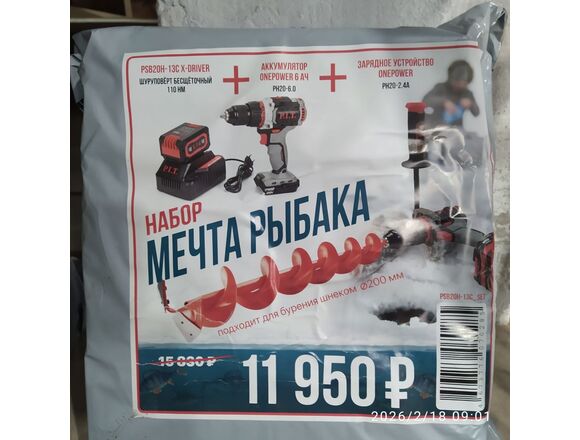 PSB20H-13C X-DRIVER
ШУРУПОВЁРТ БЕСЩЁТОЧНЫЙ
110 НМ
+
АККУМУЛЯТОР
ONEPOWER 6 АЧ
PH20-6.0
+
ЗАРЯДНОЕ УСТРОЙСТВО
ONEPOWER
PH20-2.4A
P.I.T.
P.I.T.
НАБОР
МЕЧТА РЫБАКА
подходит для бурения шнеком Ø200 мм
PSB20H-13C_SET
15 830 ₽
11 950 ₽
2026/2/18 09:01